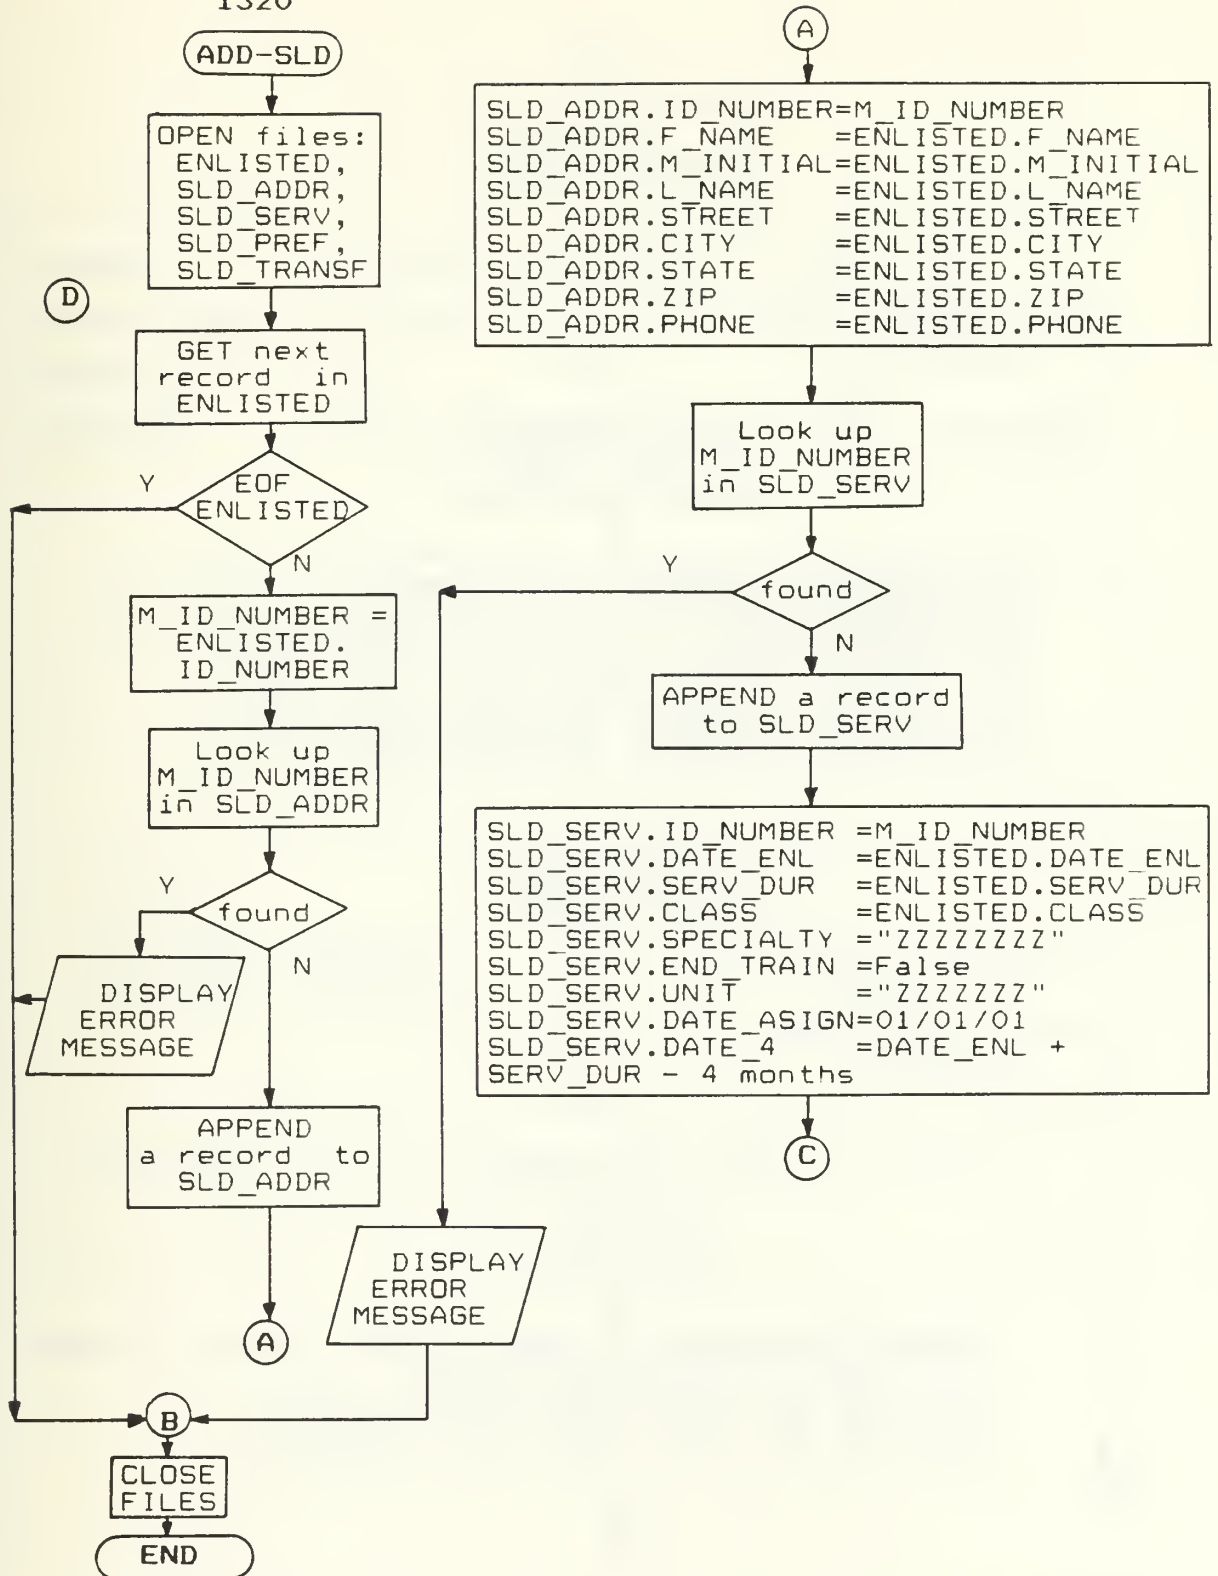 1320
ADD-SLD
OPEN files:
ENLISTED,
SLD_ADDR,
SLD_SERV,
SLD_PREF,
SLD_TRANSF
D
GET next
record in
ENLISTED
Y
EOF
ENLISTED
N
M_ID_NUMBER =
ENLISTED.
ID_NUMBER
Look up
M_ID_NUMBER
in SLD_ADDR
Y
found
N
DISPLAY
ERROR
MESSAGE
APPEND
a record to
SLD_ADDR
A
B
CLOSE
FILES
END
A
SLD_ADDR.ID_NUMBER=M_ID_NUMBER
SLD_ADDR.F_NAME =ENLISTED.F_NAME
SLD_ADDR.M_INITIAL=ENLISTED.M_INITIAL
SLD_ADDR.L_NAME =ENLISTED.L_NAME
SLD_ADDR.STREET =ENLISTED.STREET
SLD_ADDR.CITY =ENLISTED.CITY
SLD_ADDR.STATE =ENLISTED.STATE
SLD_ADDR.ZIP =ENLISTED.ZIP
SLD_ADDR.PHONE =ENLISTED.PHONE
Look up
M_ID_NUMBER
in SLD_SERV
Y
found
N
APPEND a record
to SLD_SERV
SLD_SERV.ID_NUMBER =M_ID_NUMBER
SLD_SERV.DATE_ENL =ENLISTED.DATE_ENL
SLD_SERV.SERV_DUR =ENLISTED.SERV_DUR
SLD_SERV.CLASS =ENLISTED.CLASS
SLD_SERV.SPECIALTY ="ZZZZZZZZ"
SLD_SERV.END_TRAIN =False
SLD_SERV.UNIT ="ZZZZZZZ"
SLD_SERV.DATE_ASIGN=01/01/01
SLD_SERV.DATE_4 =DATE_ENL +
SERV_DUR - 4 months
C
DISPLAY
ERROR
MESSAGE